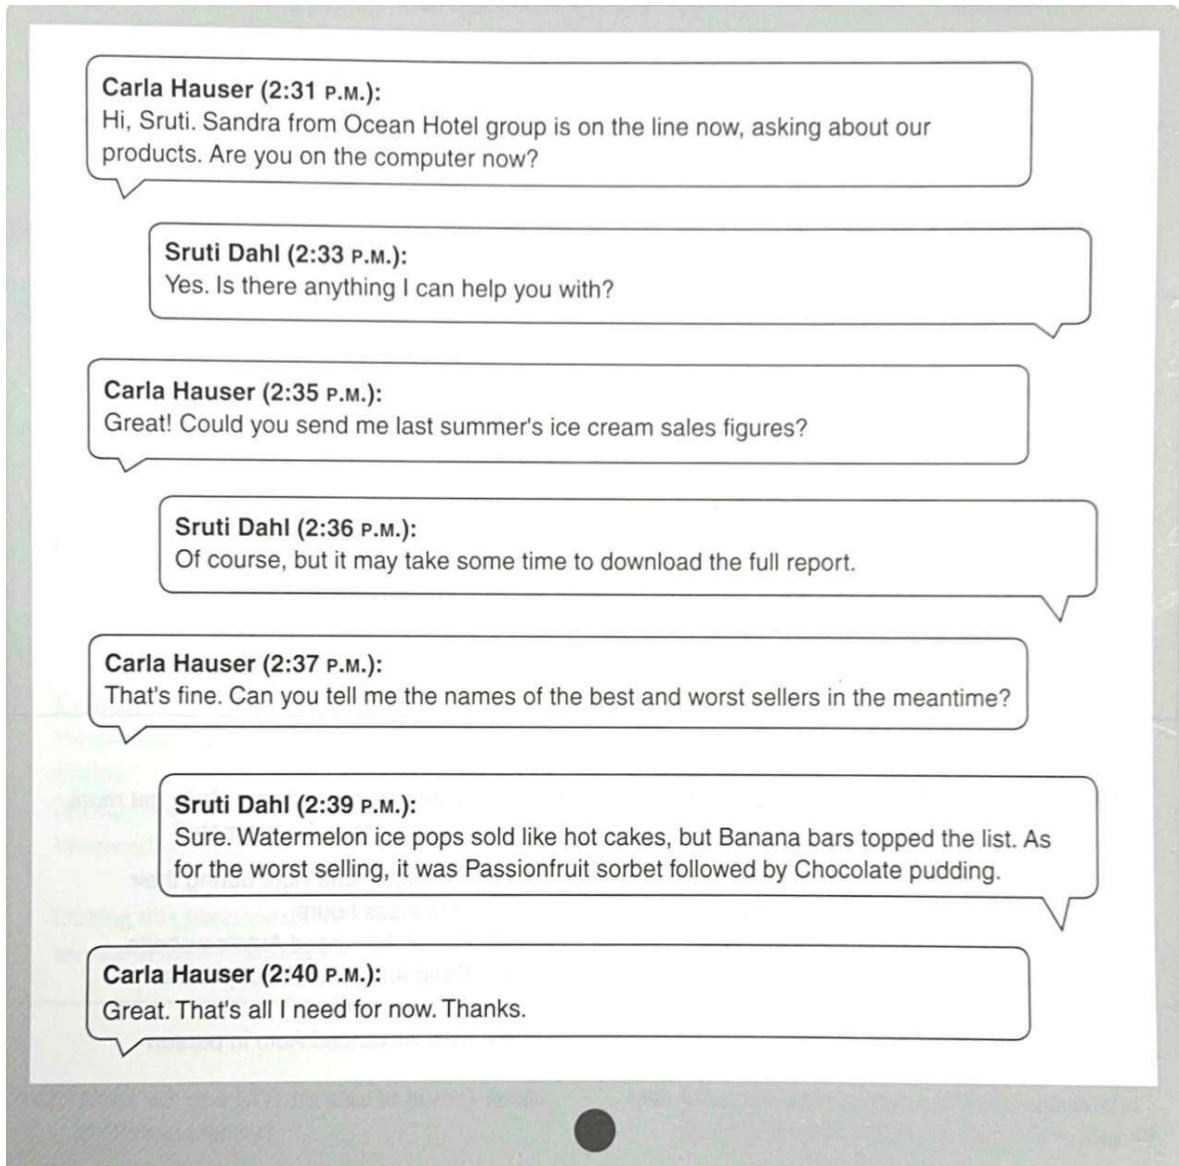 Carla Hauser (2:31 P.M.):
Hi, Sruti. Sandra from Ocean Hotel group is on the line now, asking about our
products. Are you on the computer now?
Sruti Dahl (2:33 P.M.):
Yes. Is there anything I can help you with?
Carla Hauser (2:35 P.M.):
Great! Could you send me last summer's ice cream sales figures?
Sruti Dahl (2:36 P.M.):
Of course, but it may take some time to download the full report.
Carla Hauser (2:37 P.M.):
That's fine. Can you tell me the names of the best and worst sellers in the meantime?
Sruti Dahl (2:39 P.M.):
Sure. Watermelon ice pops sold like hot cakes, but Banana bars topped the list. As
for the worst selling, it was Passionfruit sorbet followed by Chocolate pudding.
Carla Hauser (2:40 P.M.):
Great. That's all I need for now. Thanks.